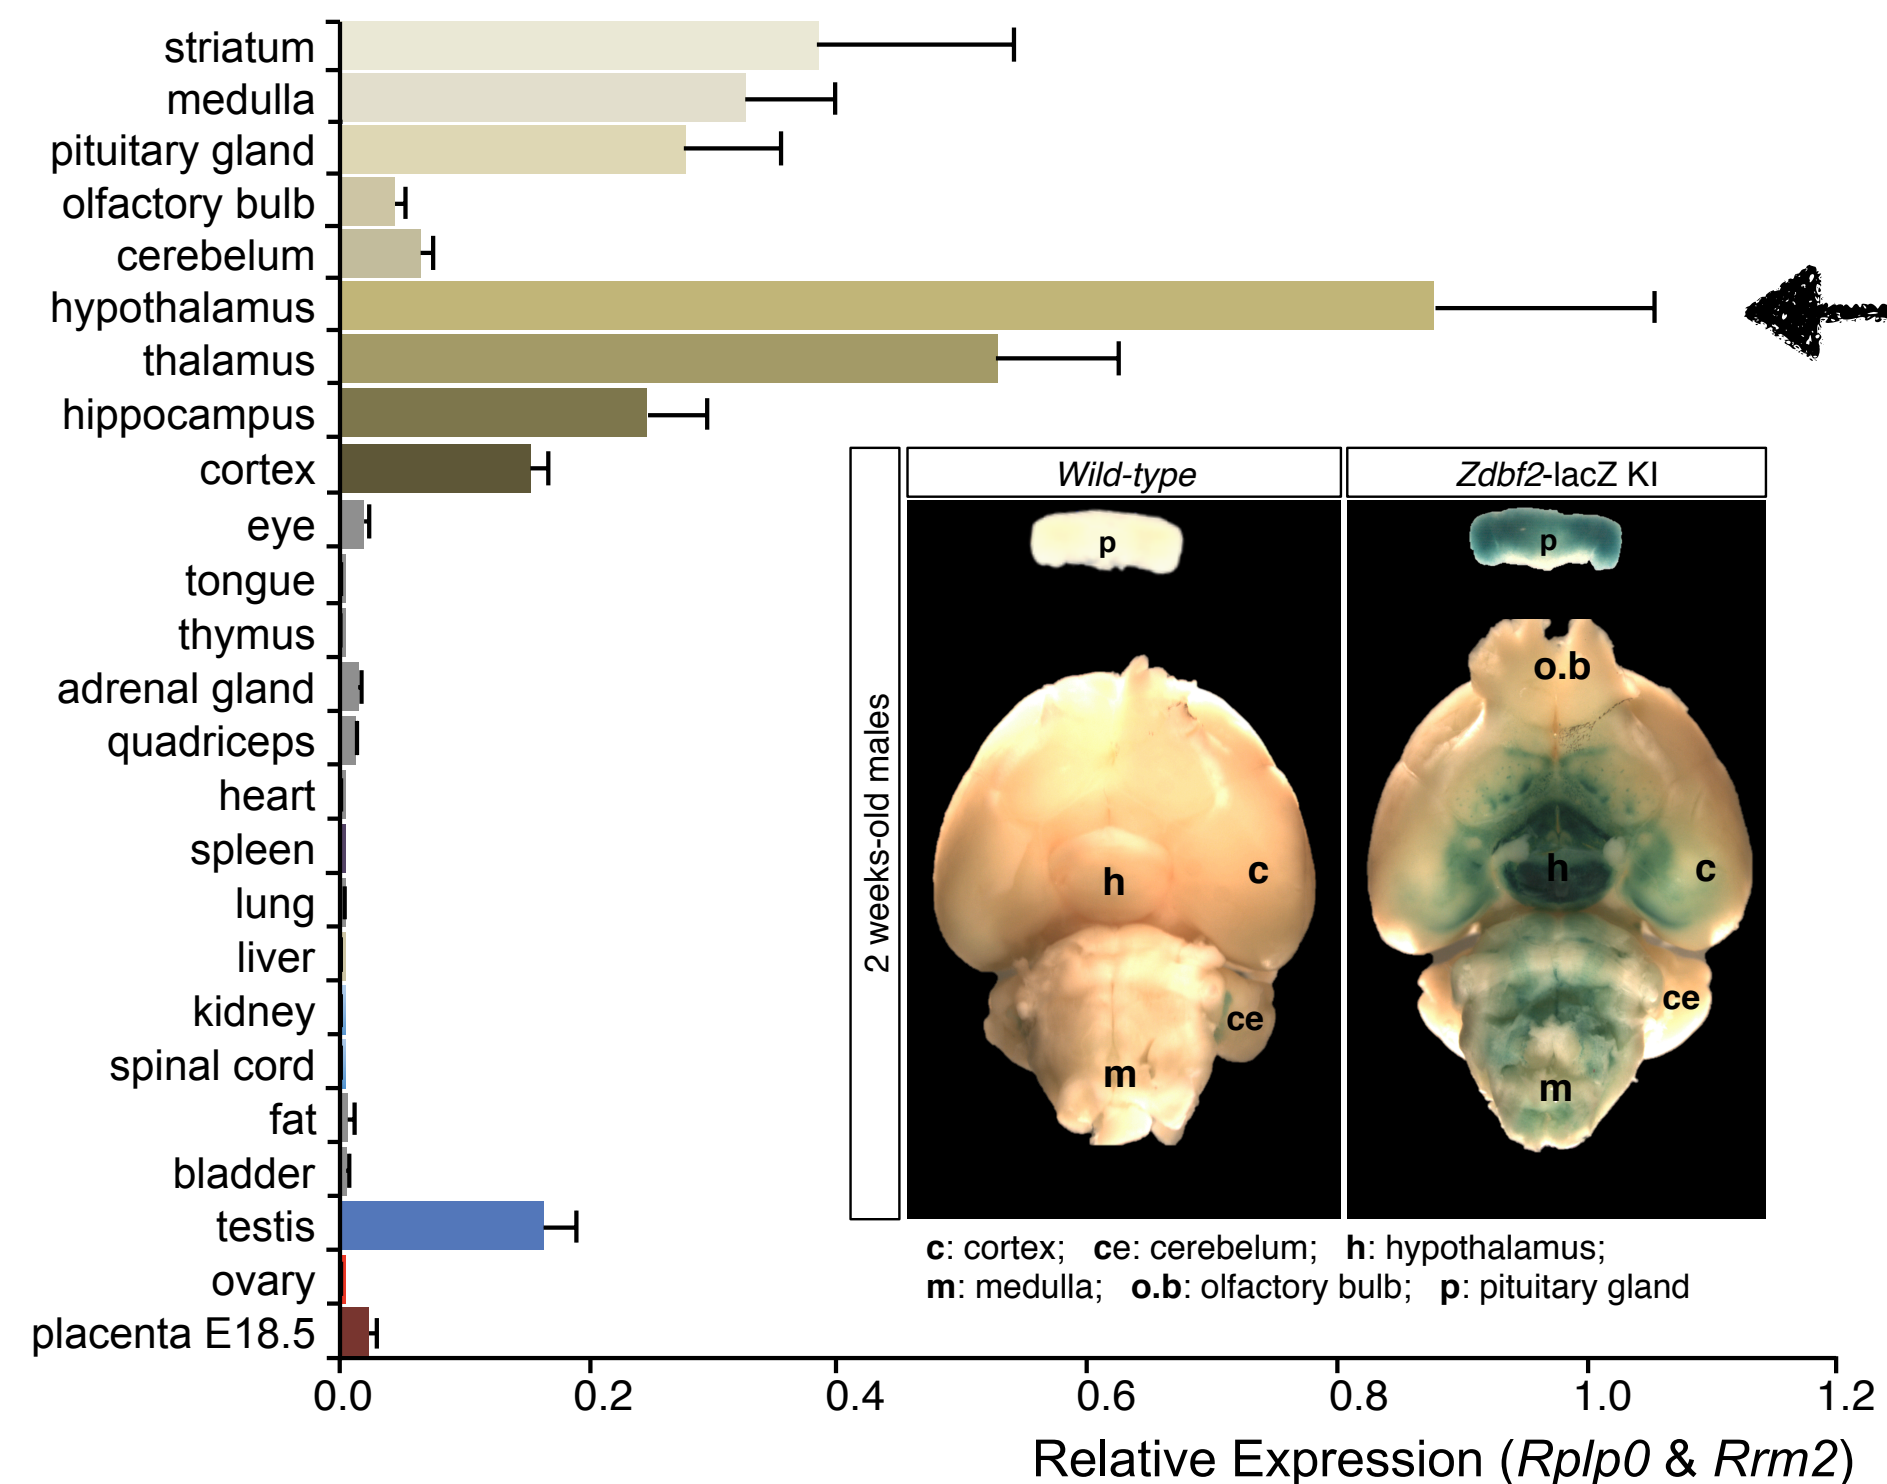 striatum
medulla
pituitary gland
olfactory bulb
cerebelum
hypothalamus
thalamus
hippocampus
cortex
eye
tongue
thymus
adrenal gland
quadriceps
heart
spleen
lung
liver
kidney
spinal cord
fat
bladder
testis
ovary
placenta E18.5
0.0 0.2 0.4 0.6 0.8 1.0 1.2
Relative Expression (Rplp0 & Rrm2)
2 weeks-old males
Wild-type
p
h
c
ce
m
Zdbf2-lacZ KI
p
o.b
h
c
ce
m
c: cortex; ce: cerebelum; h: hypothalamus;
m: medulla; o.b: olfactory bulb; p: pituitary gland